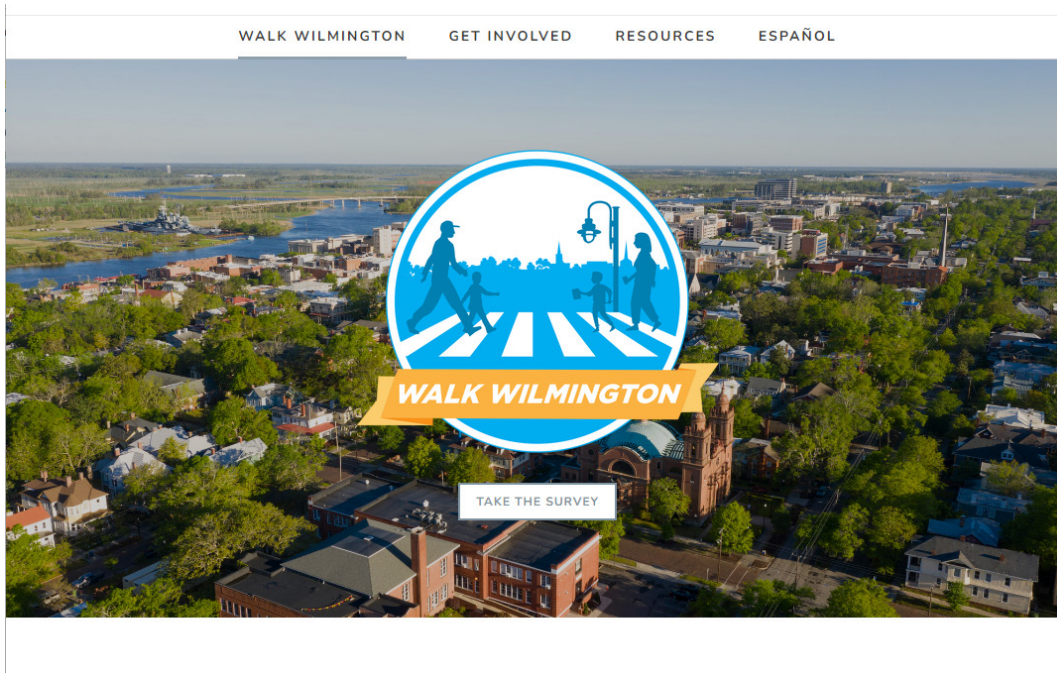 WALK WILMINGTON GET INVOLVED RESOURCES ESPAÑOL
WALK WILMINGTON
TAKE THE SURVEY